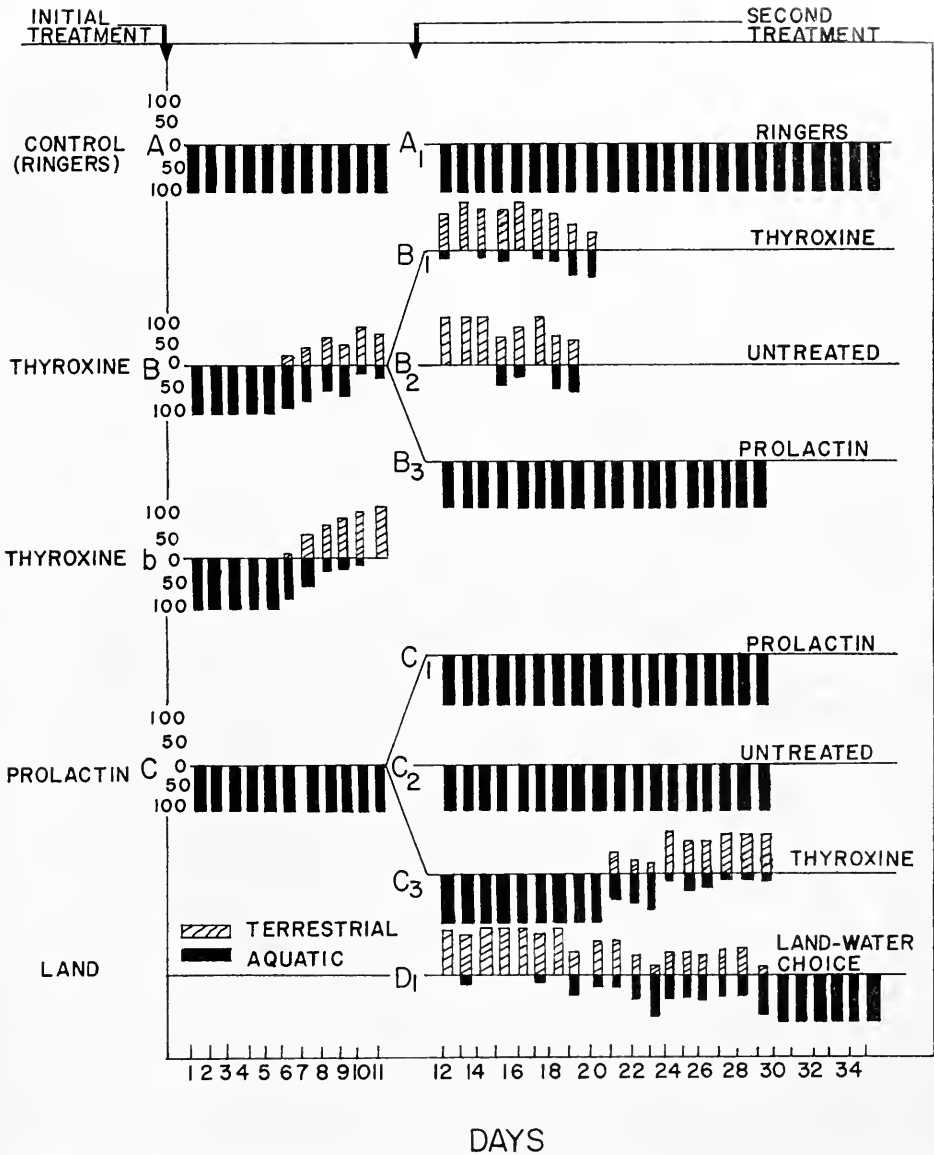 INITIAL TREATMENT
SECOND TREATMENT
100
50
CONTROL (RINGERS) A 0
50
100
A1 RINGERS
B1 THYROXINE
100
50
THYROXINE B 0
50
100
B2 UNTREATED
B3 PROLACTIN
100
50
THYROXINE b 0
50
100
C1 PROLACTIN
100
50
PROLACTIN C 0
50
100
C2 UNTREATED
C3 THYROXINE
TERRESTRIAL
AQUATIC
LAND
D1 LAND-WATER CHOICE
1 2 3 4 5 6 7 8 9 10 11 12 14 16 18 20 22 24 26 28 30 32 34
DAYS